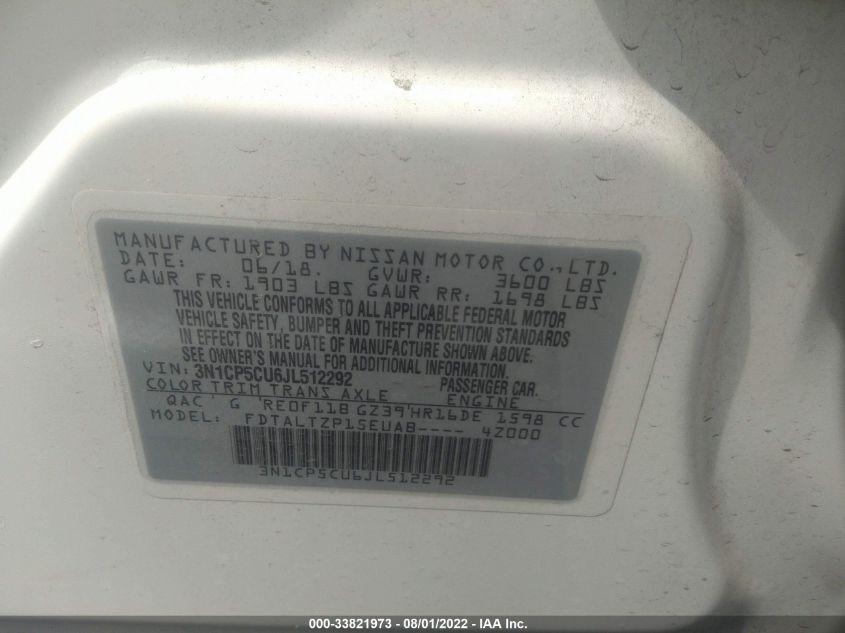 MANUFACTURED BY NISSAN MOTOR CO., LTD.
DATE: 06/18. GVWR: 3600 LBS
GAWR FR: 1903 LBS GAWR RR: 1698 LBS
THIS VEHICLE CONFORMS TO ALL APPLICABLE FEDERAL MOTOR
VEHICLE SAFETY, BUMPER AND THEFT PREVENTION STANDARDS
IN EFFECT ON THE DATE OF MANUFACTURE SHOWN ABOVE.
SEE OWNER'S MANUAL FOR ADDITIONAL INFORMATION.
VIN: 3N1CP5CU6JL512292 PASSENGER CAR.
COLOR TRIM TRANS AXLE ENGINE
QAC G RE0F11B GZ39 HR16DE 1598 CC
MODEL: FDTALTZP15EUAB---- 4Z000
3N1CP5CU6JL512292
000-33821973 - 08/01/2022 - IAA Inc.